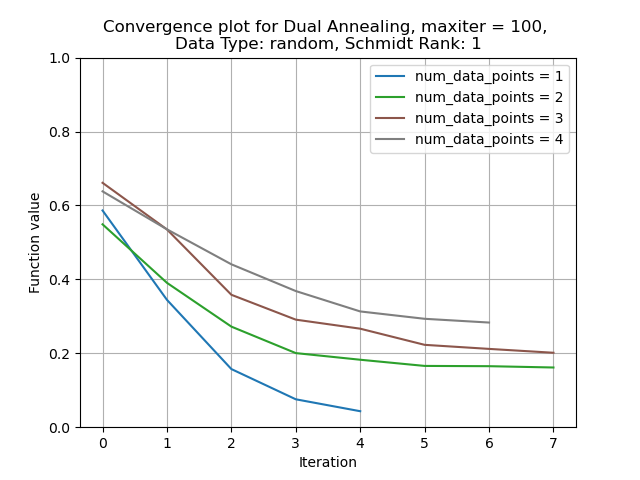 Convergence plot for Dual Annealing, maxiter = 100,
Data Type: random, Schmidt Rank: 1
num_data_points = 1
num_data_points = 2
num_data_points = 3
num_data_points = 4
Function value
1.0
0.8
0.6
0.4
0.2
0.0
0 1 2 3 4 5 6 7
Iteration